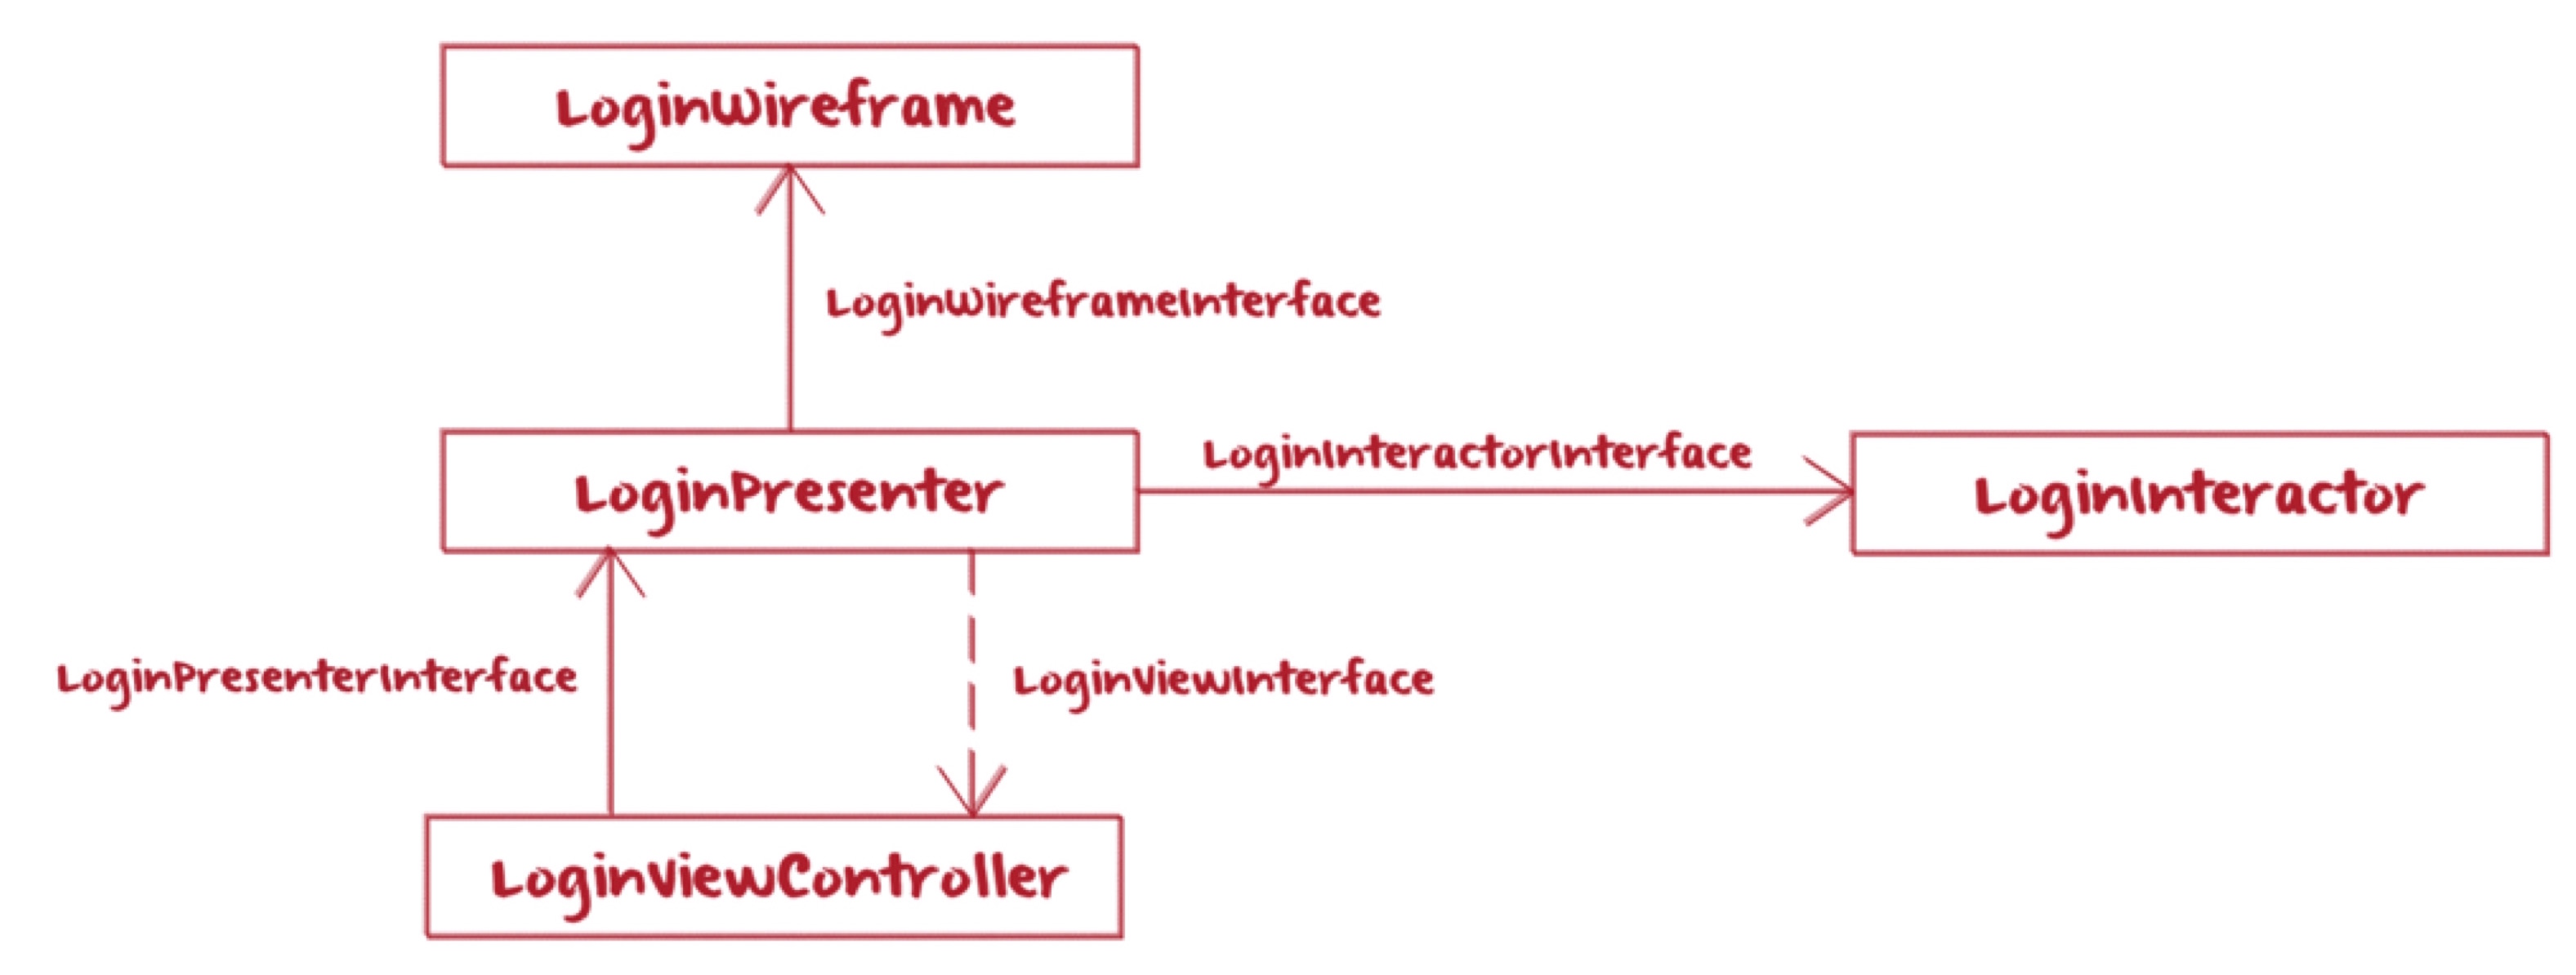 LoginWireframe
LoginWireframeInterface
LoginInteractorInterface
LoginPresenter
LoginInteractor
LoginPresenterInterface
LoginViewInterface
LoginViewController